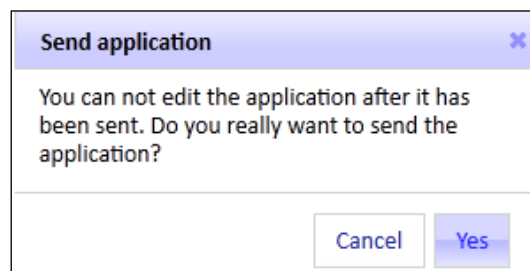 Send application
You can not edit the application after it has
been sent. Do you really want to send the
application?
Cancel Yes